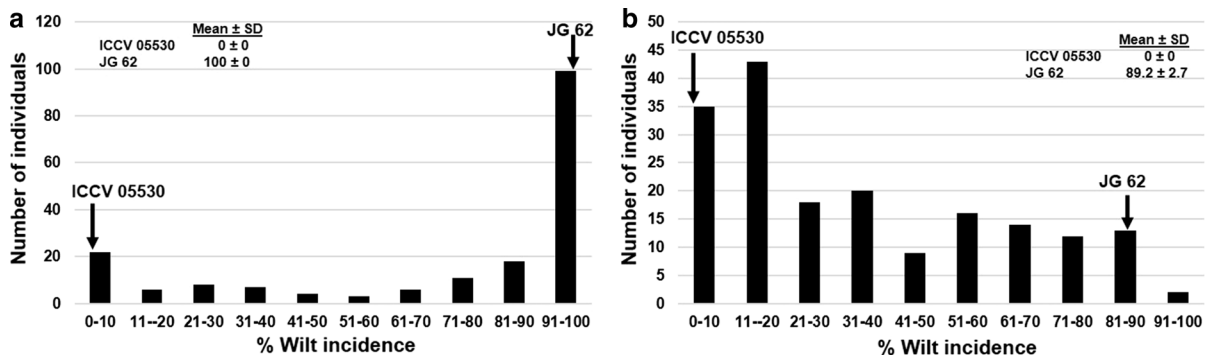 a
Number of individuals
120
100
80
60
40
20
0
Mean ± SD
ICCV 05530 0 ± 0
JG 62 100 ± 0
JG 62
ICCV 05530
0-10 11--20 21-30 31-40 41-50 51-60 61-70 71-80 81-90 91-100
% Wilt incidence
b
Number of individuals
50
45
40
35
30
25
20
15
10
5
0
ICCV 05530
Mean ± SD
ICCV 05530 0 ± 0
JG 62 89.2 ± 2.7
JG 62
0-10 11--20 21-30 31-40 41-50 51-60 61-70 71-80 81-90 91-100
% Wilt incidence